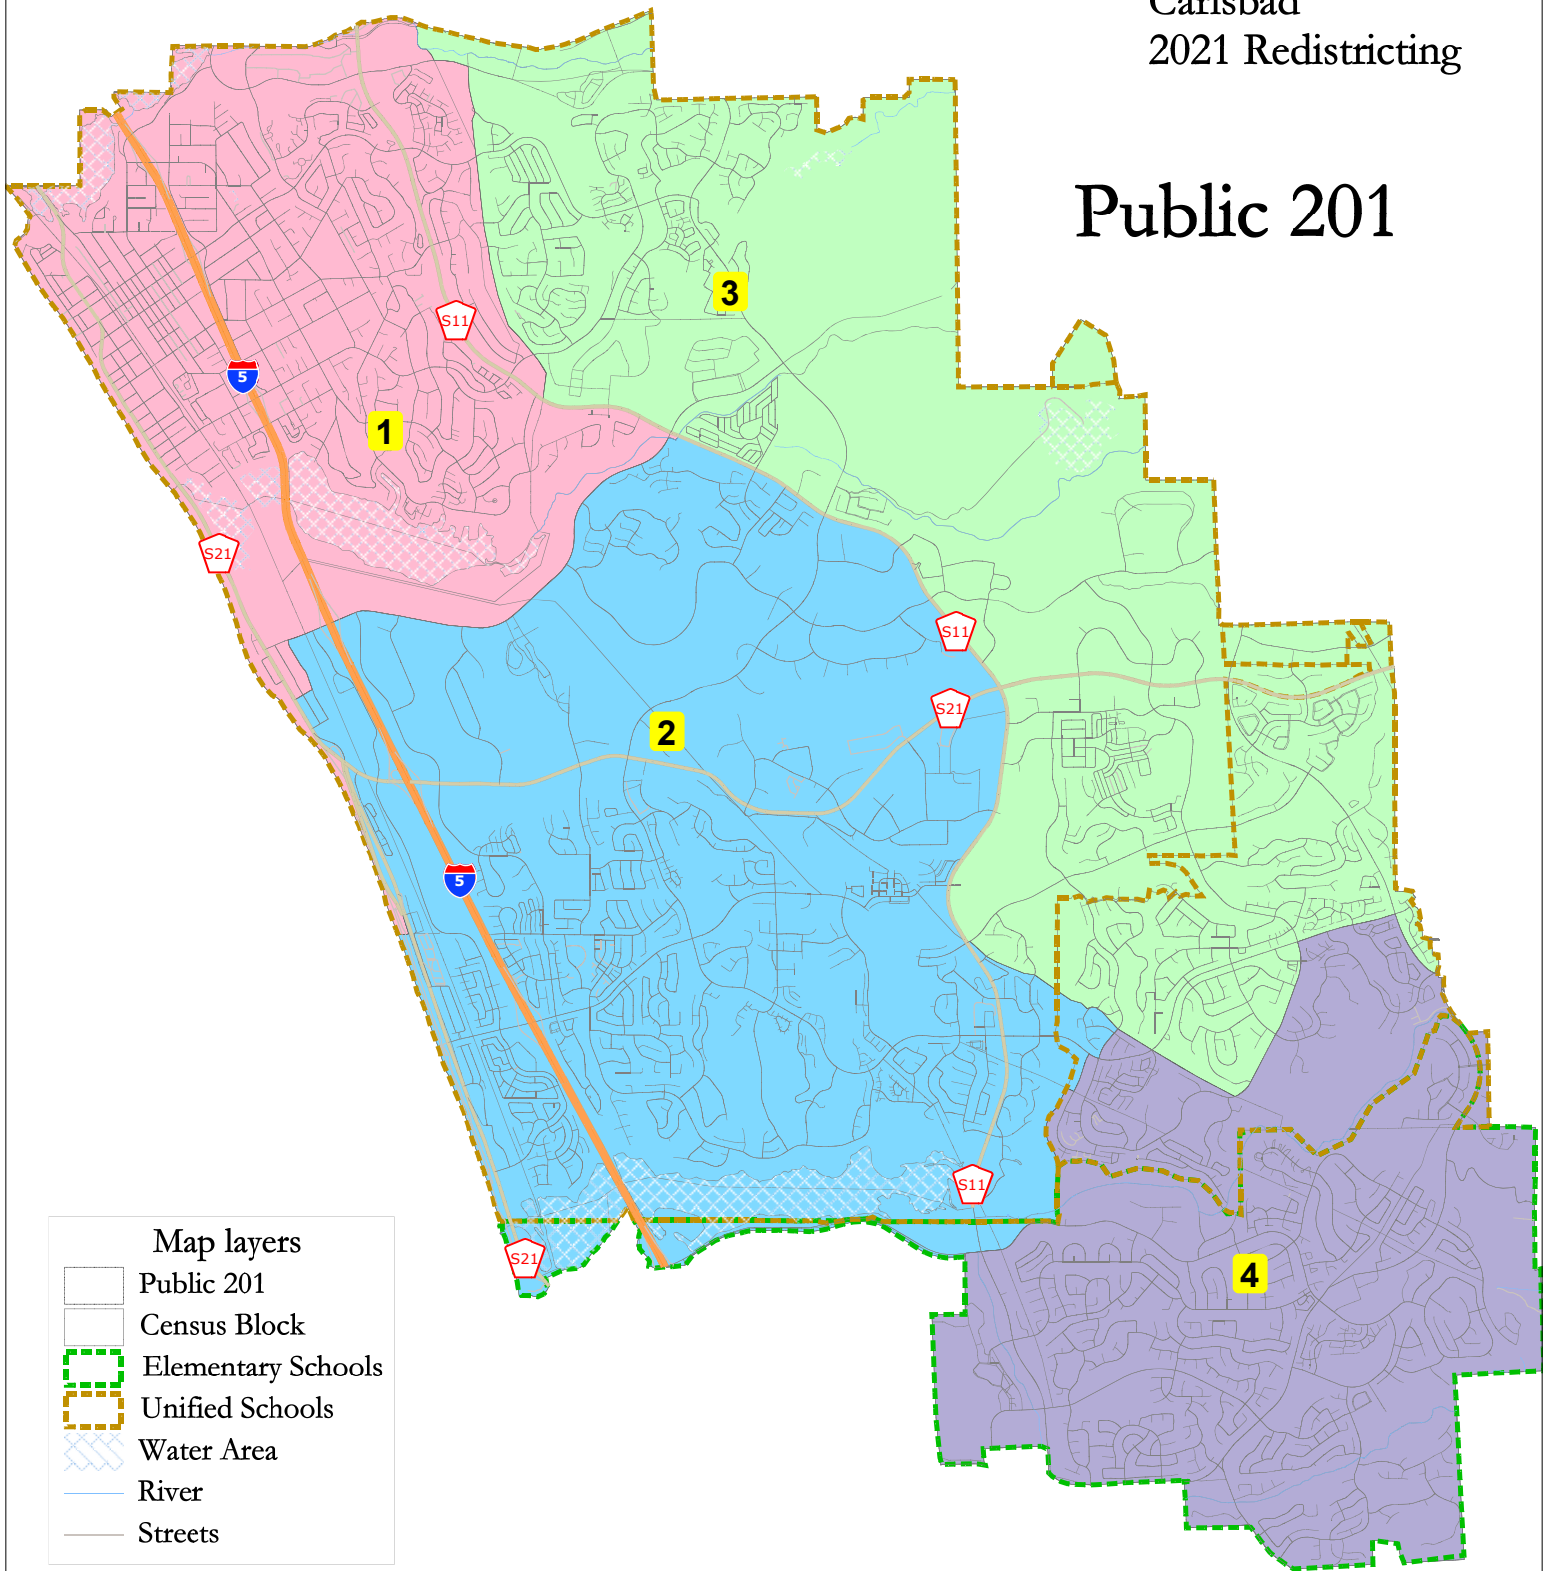 Carlsbad
2021 Redistricting
Public 201
3
S11
5
1
S21
S11
S21
2
5
S11
S21
4
Map layers
Public 201
Census Block
Elementary Schools
Unified Schools
Water Area
River
Streets